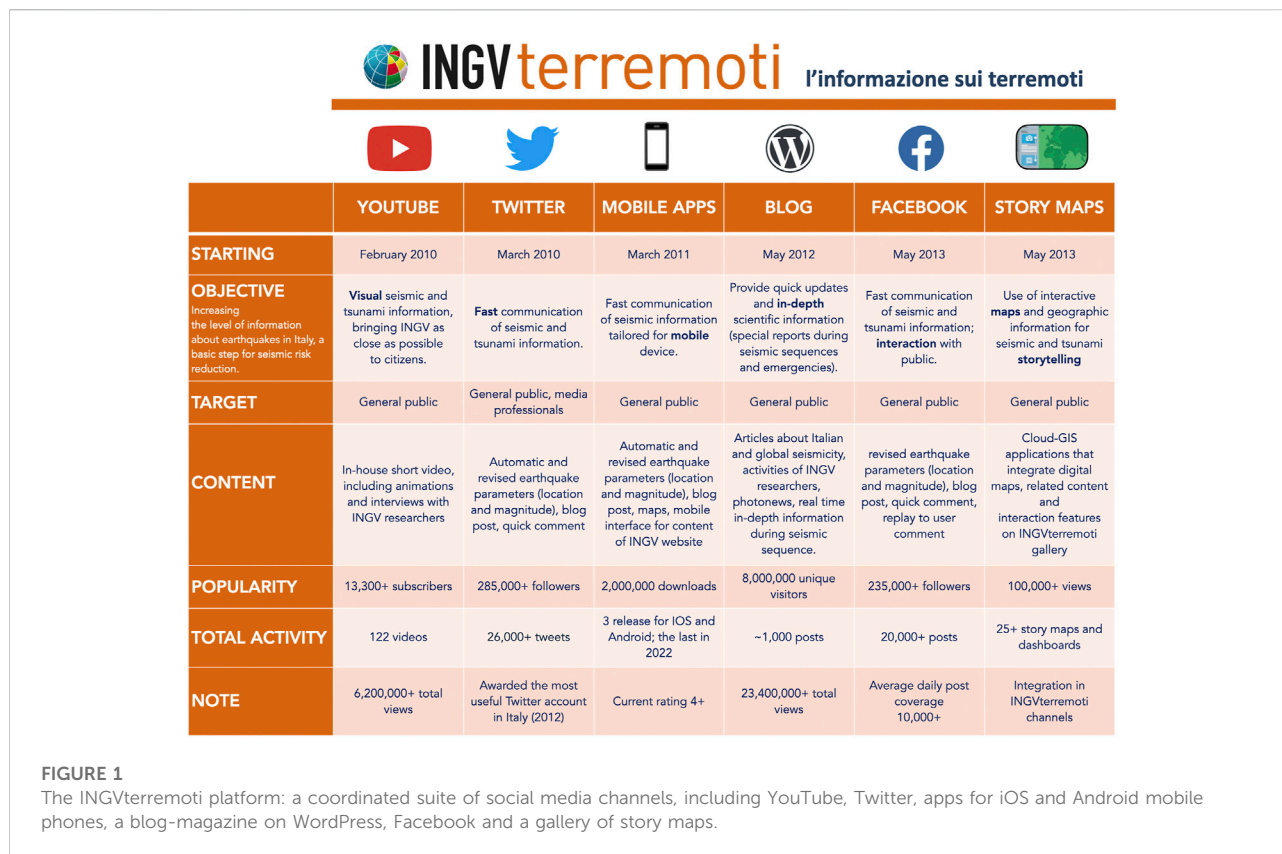 INGVterremoti l'informazione sui terremoti
YOUTUBE TWITTER MOBILE APPS BLOG FACEBOOK STORY MAPS
STARTING
February 2010
March 2010
March 2011
May 2012
May 2013
May 2013
OBJECTIVE
Increasing
the level of information
about earthquakes in Italy, a
basic step for seismic risk
reduction.
Visual seismic and
tsunami information,
bringing INGV as
close as possible
to citizens.
Fast communication
of seismic and
tsunami information.
Fast communication
of seismic information
tailored for mobile
device.
Provide quick updates
and in-depth
scientific information
(special reports during
seismic sequences
and emergencies).
Fast communication
of seismic and
tsunami information;
interaction with
public.
Use of interactive
maps and geographic
information for
seismic and tsunami
storytelling
TARGET
General public
General public, media
professionals
General public
General public
General public
General public
CONTENT
In-house short video,
including animations
and interviews with
INGV researchers
Automatic and
revised earthquake
parameters (location
and magnitude), blog
post, quick comment
Automatic and
revised earthquake
parameters (location
and magnitude), blog
post, maps, mobile
interface for content
of INGV website
Articles about Italian
and global seismicity,
activities of INGV
researchers,
photonews, real time
in-depth information
during seismic
sequence.
revised earthquake
parameters (location
and magnitude), blog
post, quick comment,
replay to user
comment
Cloud-GIS
applications that
integrate digital
maps, related content
and
interaction features
on INGVterremoti
gallery
POPULARITY
13,300+ subscribers
285,000+ followers
2,000,000 downloads
8,000,000 unique
visitors
235,000+ followers
100,000+ views
TOTAL ACTIVITY
122 videos
26,000+ tweets
3 release for IOS and
Android; the last in
2022
~1,000 posts
20,000+ posts
25+ story maps and
dashboards
NOTE
6,200,000+ total
views
Awarded the most
useful Twitter account
in Italy (2012)
Current rating 4+
23,400,000+ total
views
Average daily post
coverage
10,000+
Integration in
INGVterremoti
channels
FIGURE 1
The INGVterremoti platform: a coordinated suite of social media channels, including YouTube, Twitter, apps for iOS and Android mobile
phones, a blog-magazine on WordPress, Facebook and a gallery of story maps.